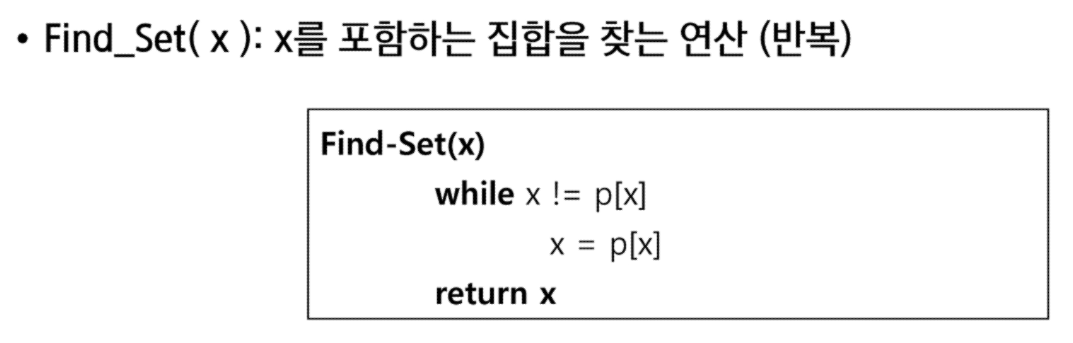 • Find_Set( x ): x를 포함하는 집합을 찾는 연산 (반복)
Find-Set(x)
while x != p[x]
x = p[x]
return x